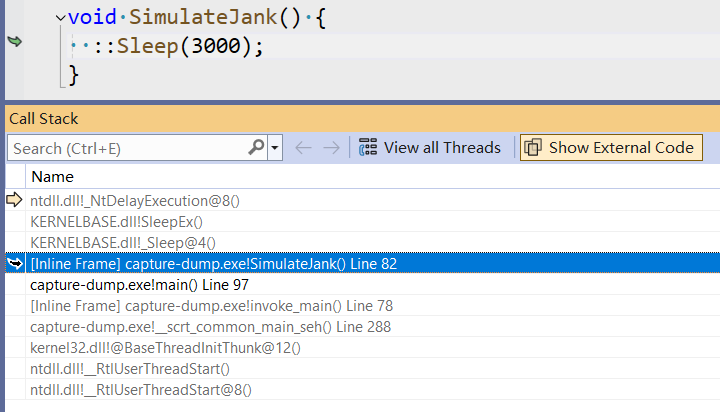 void SimulateJank() {
::Sleep(3000);
}
Call Stack
Search (Ctrl+E) View all Threads Show External Code
Name
ntdll.dll!_NtDelayExecution@8()
KERNELBASE.dll!SleepEx()
KERNELBASE.dll!_Sleep@4()
[Inline Frame] capture-dump.exe!SimulateJank() Line 82
capture-dump.exe!main() Line 97
[Inline Frame] capture-dump.exe!invoke_main() Line 78
capture-dump.exe!__scrt_common_main_seh() Line 288
kernel32.dll!@BaseThreadInitThunk@12()
ntdll.dll!__RtlUserThreadStart()
ntdll.dll!__RtlUserThreadStart@8()